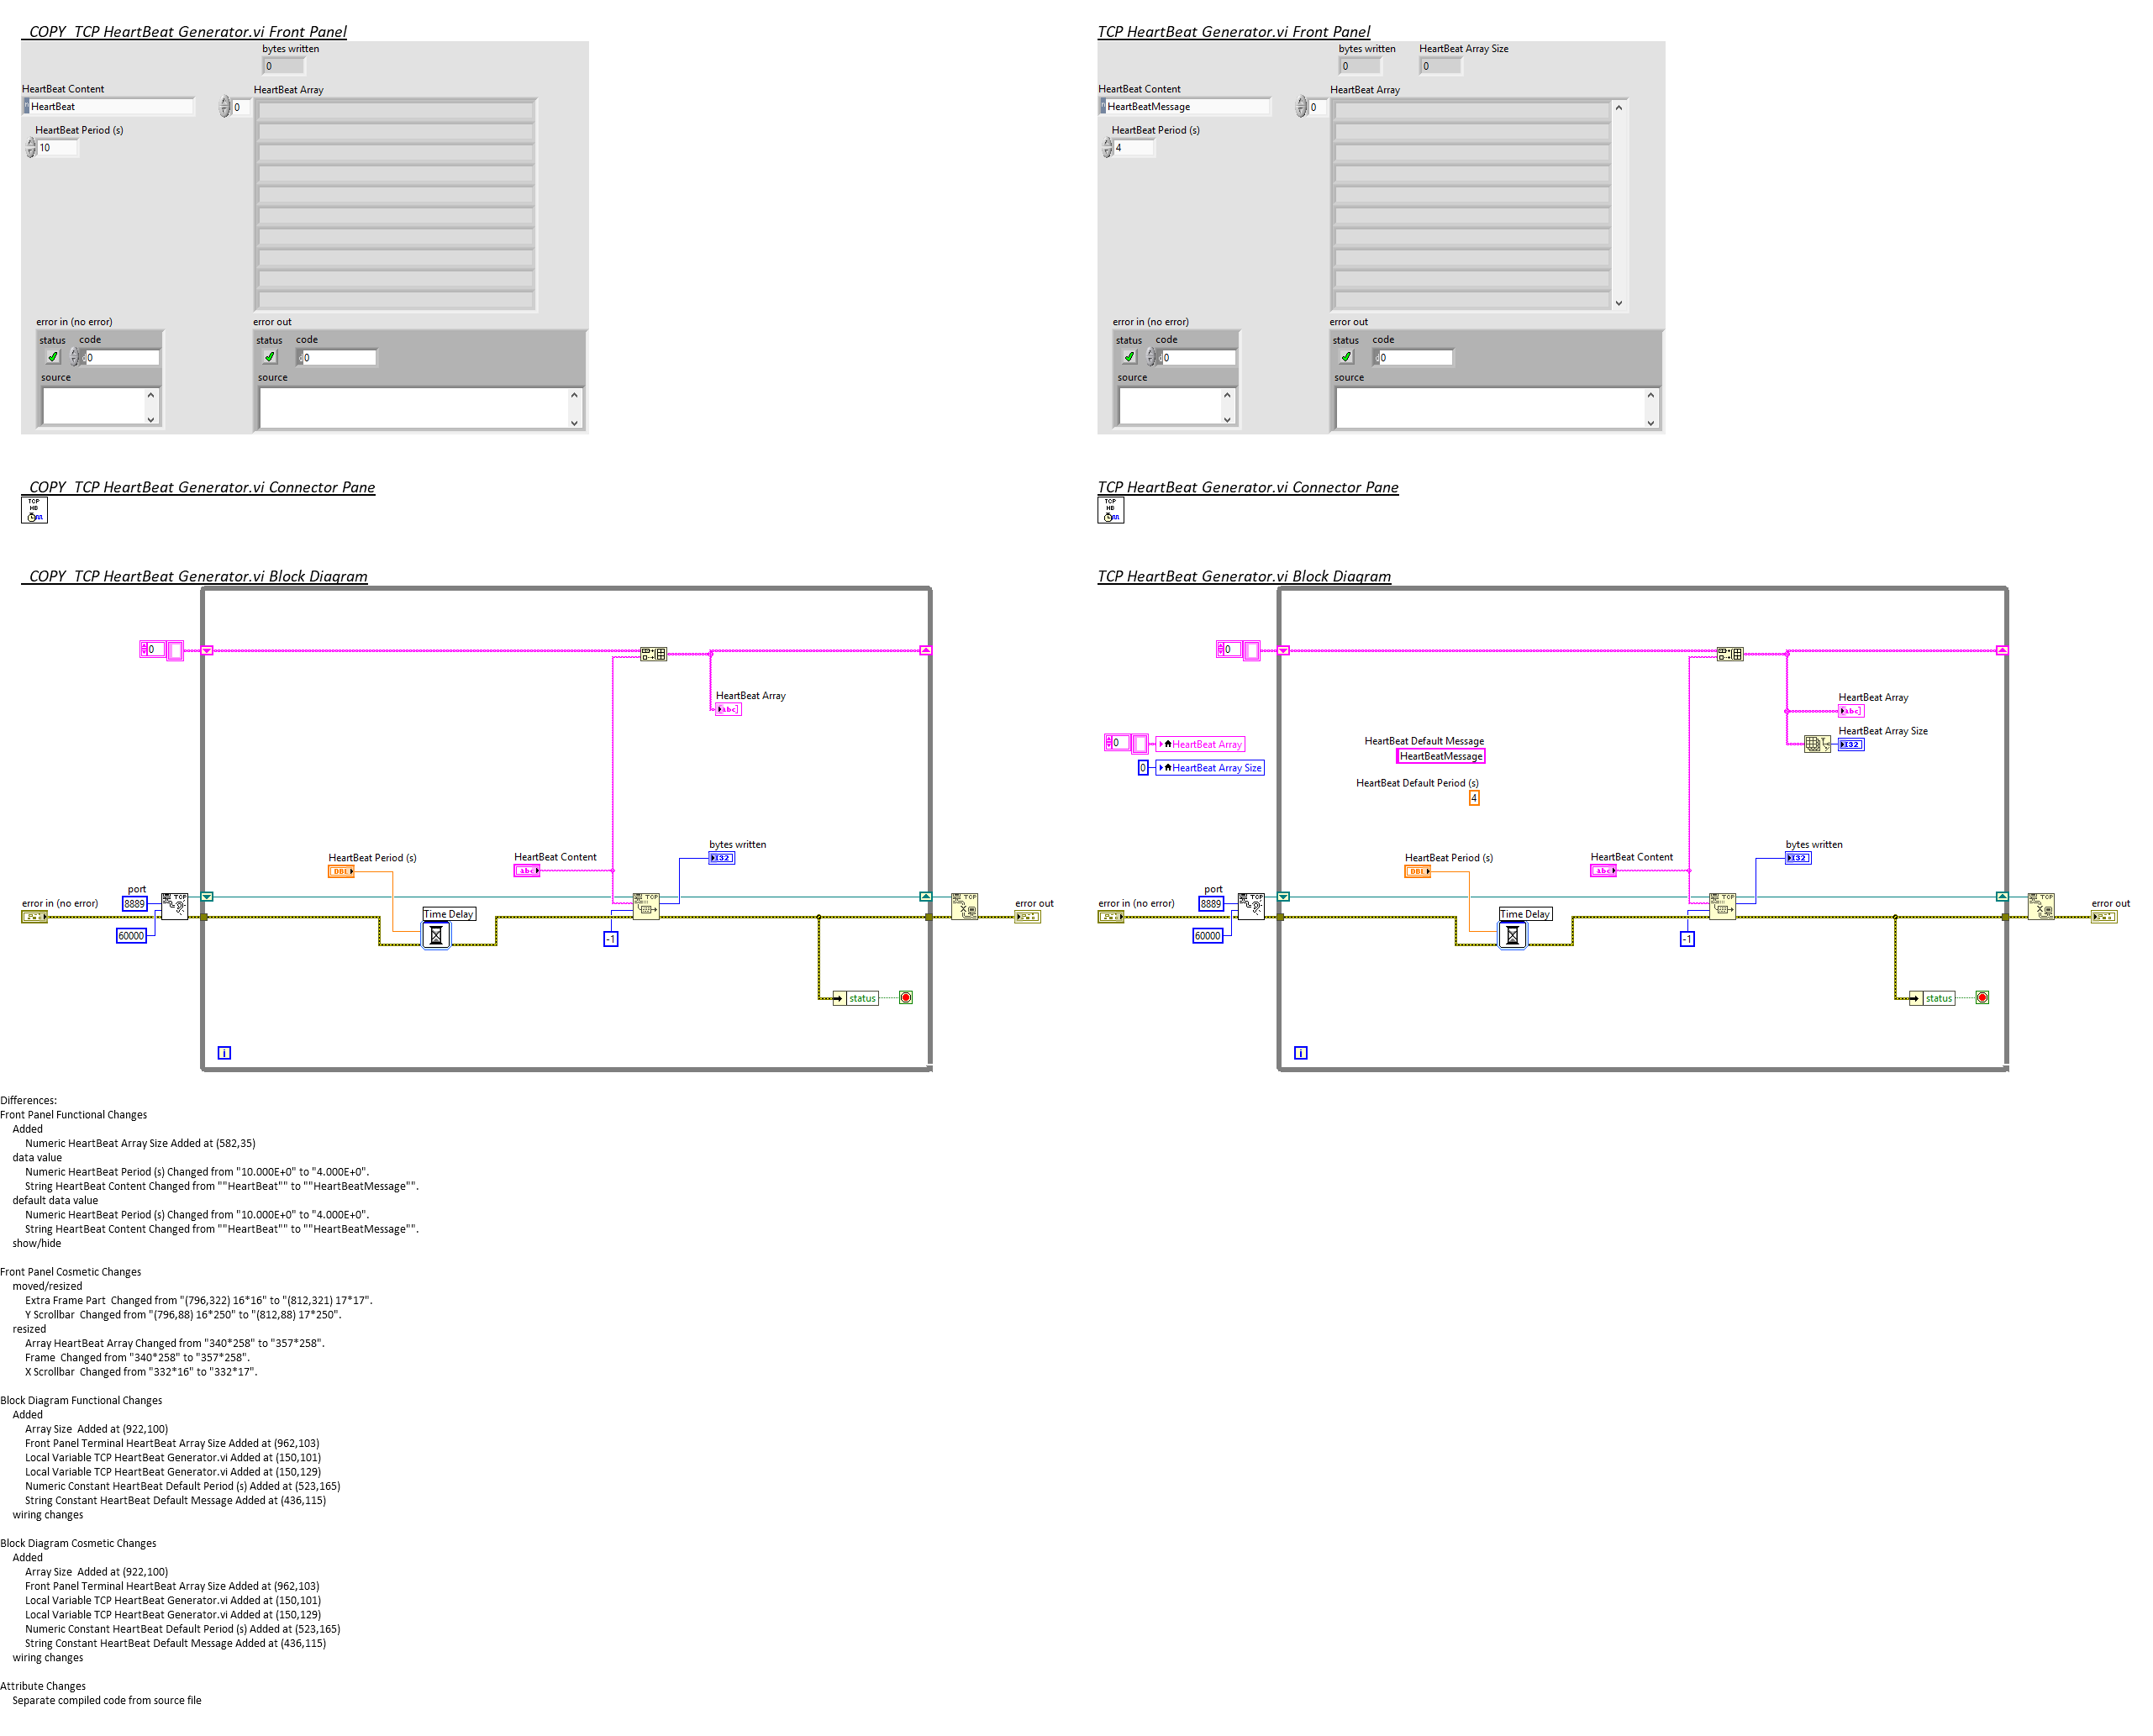 COPY  TCP HeartBeat Generator.vi Front Panel
bytes written
0
HeartBeat Content
HeartBeat
HeartBeat Period (s)
10
HeartBeat Array
0
error in (no error)
status code
0
source
error out
status code
0
source
TCP HeartBeat Generator.vi Front Panel
bytes written
0
HeartBeat Array Size
0
HeartBeat Content
HeartBeatMessage
HeartBeat Period (s)
4
HeartBeat Array
0
error in (no error)
status code
0
source
error out
status code
0
source
COPY  TCP HeartBeat Generator.vi Connector Pane
TCP
HB
TCP HeartBeat Generator.vi Connector Pane
TCP
HB
COPY  TCP HeartBeat Generator.vi Block Diagram
0
HeartBeat Array
abc
HeartBeat Period (s)
DBL
HeartBeat Content
abc
bytes written
I32
port
8889
TCP
error in (no error)
60000
Time Delay
TCP
-1
TCP
error out
status
i
TCP HeartBeat Generator.vi Block Diagram
0
HeartBeat Array
abc
HeartBeat Array Size
I32
0
HeartBeat Array
0
HeartBeat Array Size
HeartBeat Default Message
HeartBeatMessage
HeartBeat Default Period (s)
4
HeartBeat Period (s)
DBL
HeartBeat Content
abc
bytes written
I32
port
8889
TCP
error in (no error)
60000
Time Delay
TCP
-1
TCP
error out
status
i
Differences:
Front Panel Functional Changes
Added
Numeric HeartBeat Array Size Added at (582,35)
data value
Numeric HeartBeat Period (s) Changed from "10.000E+0" to "4.000E+0".
String HeartBeat Content Changed from ""HeartBeat"" to ""HeartBeatMessage"".
default data value
Numeric HeartBeat Period (s) Changed from "10.000E+0" to "4.000E+0".
String HeartBeat Content Changed from ""HeartBeat"" to ""HeartBeatMessage"".
show/hide
Front Panel Cosmetic Changes
moved/resized
Extra Frame Part  Changed from "(796,322) 16*16" to "(812,321) 17*17".
Y Scrollbar  Changed from "(796,88) 16*250" to "(812,88) 17*250".
resized
Array HeartBeat Array Changed from "340*258" to "357*258".
Frame  Changed from "340*258" to "357*258".
X Scrollbar  Changed from "332*16" to "332*17".
Block Diagram Functional Changes
Added
Array Size  Added at (922,100)
Front Panel Terminal HeartBeat Array Size Added at (962,103)
Local Variable TCP HeartBeat Generator.vi Added at (150,101)
Local Variable TCP HeartBeat Generator.vi Added at (150,129)
Numeric Constant HeartBeat Default Period (s) Added at (523,165)
String Constant HeartBeat Default Message Added at (436,115)
wiring changes
Block Diagram Cosmetic Changes
Added
Array Size  Added at (922,100)
Front Panel Terminal HeartBeat Array Size Added at (962,103)
Local Variable TCP HeartBeat Generator.vi Added at (150,101)
Local Variable TCP HeartBeat Generator.vi Added at (150,129)
Numeric Constant HeartBeat Default Period (s) Added at (523,165)
String Constant HeartBeat Default Message Added at (436,115)
wiring changes
Attribute Changes
Separate compiled code from source file